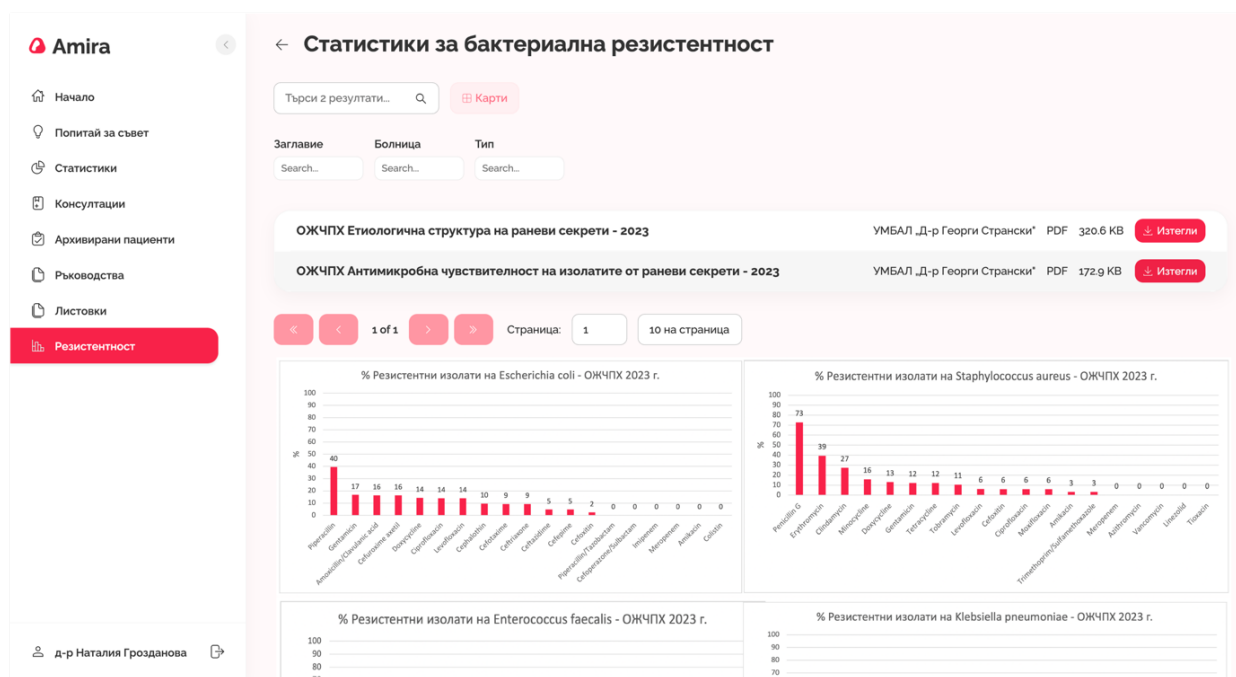 Amira
Начало
Попитай за съвет
Статистики
Консултации
Архивирани пациенти
Ръководства
Листовки
Резистентност
д-р Наталия Грозданова
Статистики за бактериална резистентност
Търси 2 резултати...
Карти
Заглавие Болница Тип
Search... Search... Search...
ОЖЧПХ Етиологична структура на раневи секрети - 2023 УМБАЛ „Д-р Георги Странски“ PDF 320.6 KB Изтегли
ОЖЧПХ Антимикробна чувствителност на изолатите от раневи секрети - 2023 УМБАЛ „Д-р Георги Странски“ PDF 172.9 KB Изтегли
« < 1 of 1 > » Страница: 1 10 на страница
% Резистентни изолати на Escherichia coli - ОЖЧПХ 2023 г.
100
90
80
70
60
50
40
30
20
10
0
%
40 17 16 16 14 14 14 10 9 9 5 5 2 0 0 0 0 0 0
Piperacillin
Gentamicin
Amoxicillin/Clavulanic acid
Cefuroxime axetil
Doxycycline
Ciprofloxacin
Levofloxacin
Cephalothin
Cefotaxime
Ceftriaxone
Ceftazidime
Cefepime
Cefoxitin
Piperacillin/Tazobactam
Cefoperazone/Sulbactam
Imipenem
Meropenem
Amikacin
Colistin
% Резистентни изолати на Staphylococcus aureus - ОЖЧПХ 2023 г.
100
90
80
70
60
50
40
30
20
10
0
%
73 39 27 16 13 12 12 11 6 6 6 6 3 3 0 0 0 0 0
Penicillin G
Erythromycin
Clindamycin
Minocycline
Doxycycline
Gentamicin
Tetracycline
Tobramycin
Levofloxacin
Cefoxitin
Ciprofloxacin
Moxifloxacin
Amikacin
Trimethoprim/Sulfamethoxazole
Meropenem
Azithromycin
Vancomycin
Linezolid
% Резистентни изолати на Enterococcus faecalis - ОЖЧПХ 2023 г.
100
90
80
% Резистентни изолати на Klebsiella pneumoniae - ОЖЧПХ 2023 г.
100
90
80
70